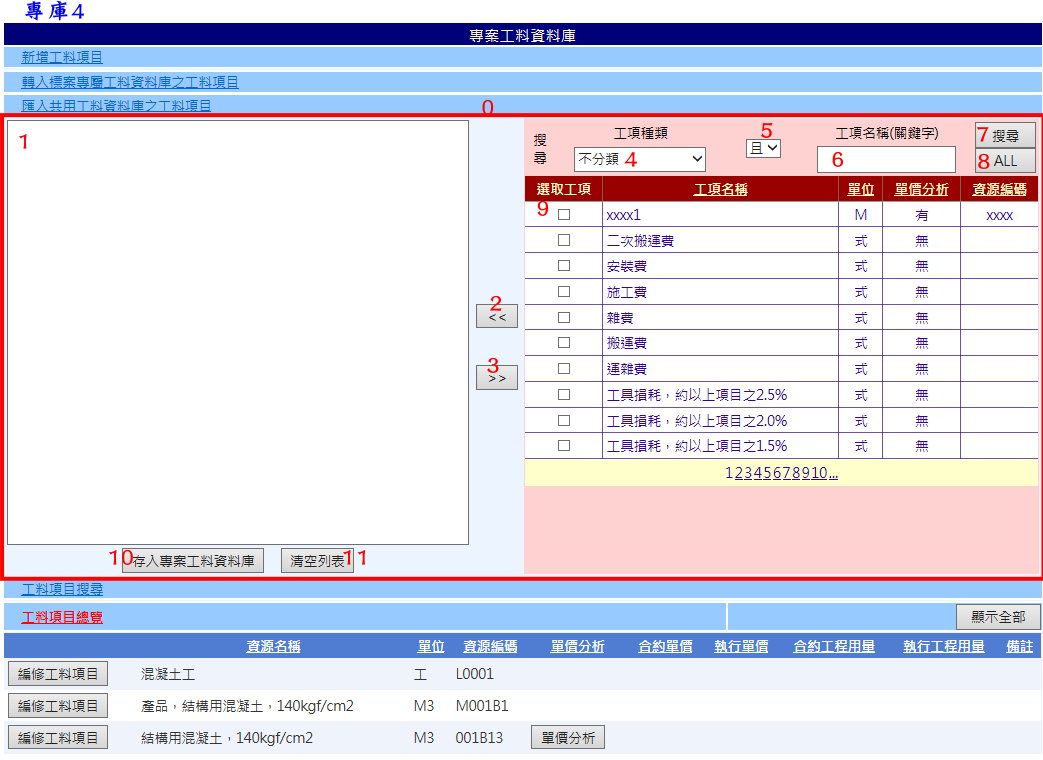 專庫4
專案工料資料庫
新增工料項目
轉入標案專屬工料資料庫之工料項目
匯入共用工料資料庫之工料項目
0
1
搜尋
工項種類
5
工項名稱(關鍵字)
7 搜尋
不分類 4
且
6
8 ALL
選取工項 工項名稱 單位 單價分析 資源編碼
9 xxxx1 M 有 xxxx
二次搬運費 式 無
安裝費 式 無
施工費 式 無
雜費 式 無
搬運費 式 無
運雜費 式 無
工具損耗，約以上項目之2.5% 式 無
工具損耗，約以上項目之2.0% 式 無
工具損耗，約以上項目之1.5% 式 無
12345678910...
2
<<
3
>>
10 存入專案工料資料庫 清空列表 11
工料項目搜尋
工料項目總覽 顯示全部
資源名稱 單位 資源編碼 單價分析 合約單價 執行單價 合約工程用量 執行工程用量 備註
編修工料項目 混凝土工 工 L0001
編修工料項目 產品，結構用混凝土，140kgf/cm2 M3 M001B1
編修工料項目 結構用混凝土，140kgf/cm2 M3 001B13 單價分析